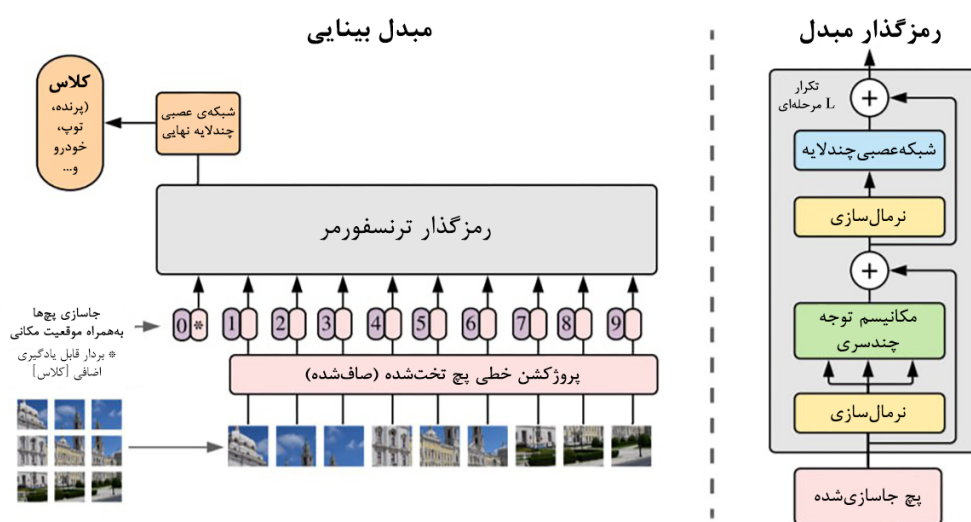 مبدل بینایی
رمزگذار مبدل
کلاس
(پرنده،
توپ،
خودرو
و...
شبکه‌ی عصبی
چندلایه نهایی
رمزگذار ترنسفورمر
جاسازی پچ‌ها
به‌همراه موقعیت مکانی
* بردار قابل یادگیری
اضافی [کلاس]
0 * 1 2 3 4 5 6 7 8 9
پروژکشن خطی پچ تخت‌شده (صاف‌شده)
تکرار
L مرحله‌ای
+
شبکه‌عصبی‌چندلایه
نرمال‌سازی
+
مکانیسم توجه
چندسری
نرمال‌سازی
پچ جاسازی‌شده